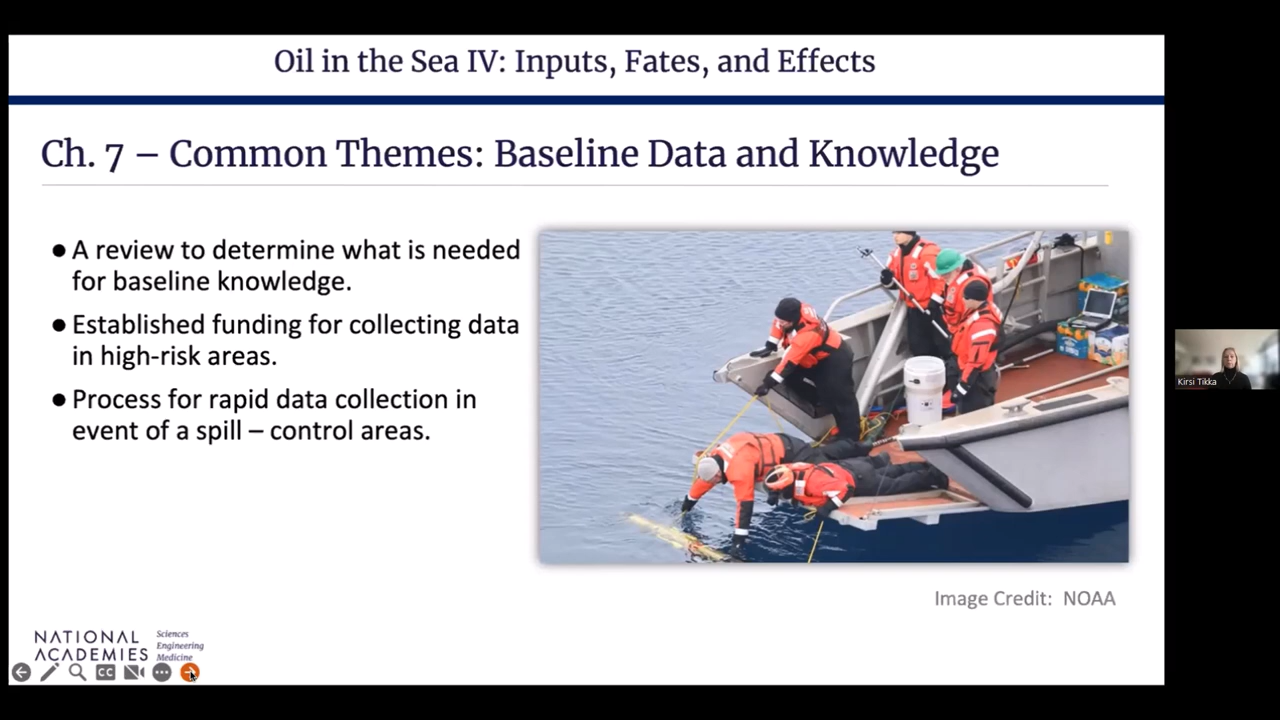 Oil in the Sea IV: Inputs, Fates, and Effects
Ch. 7 – Common Themes: Baseline Data and Knowledge
● A review to determine what is needed
for baseline knowledge.
● Established funding for collecting data
in high-risk areas.
● Process for rapid data collection in
event of a spill – control areas.
Image Credit: NOAA
NATIONAL
ACADEMIES
Sciences
Engineering
Medicine
CC
Kirsi Tikka